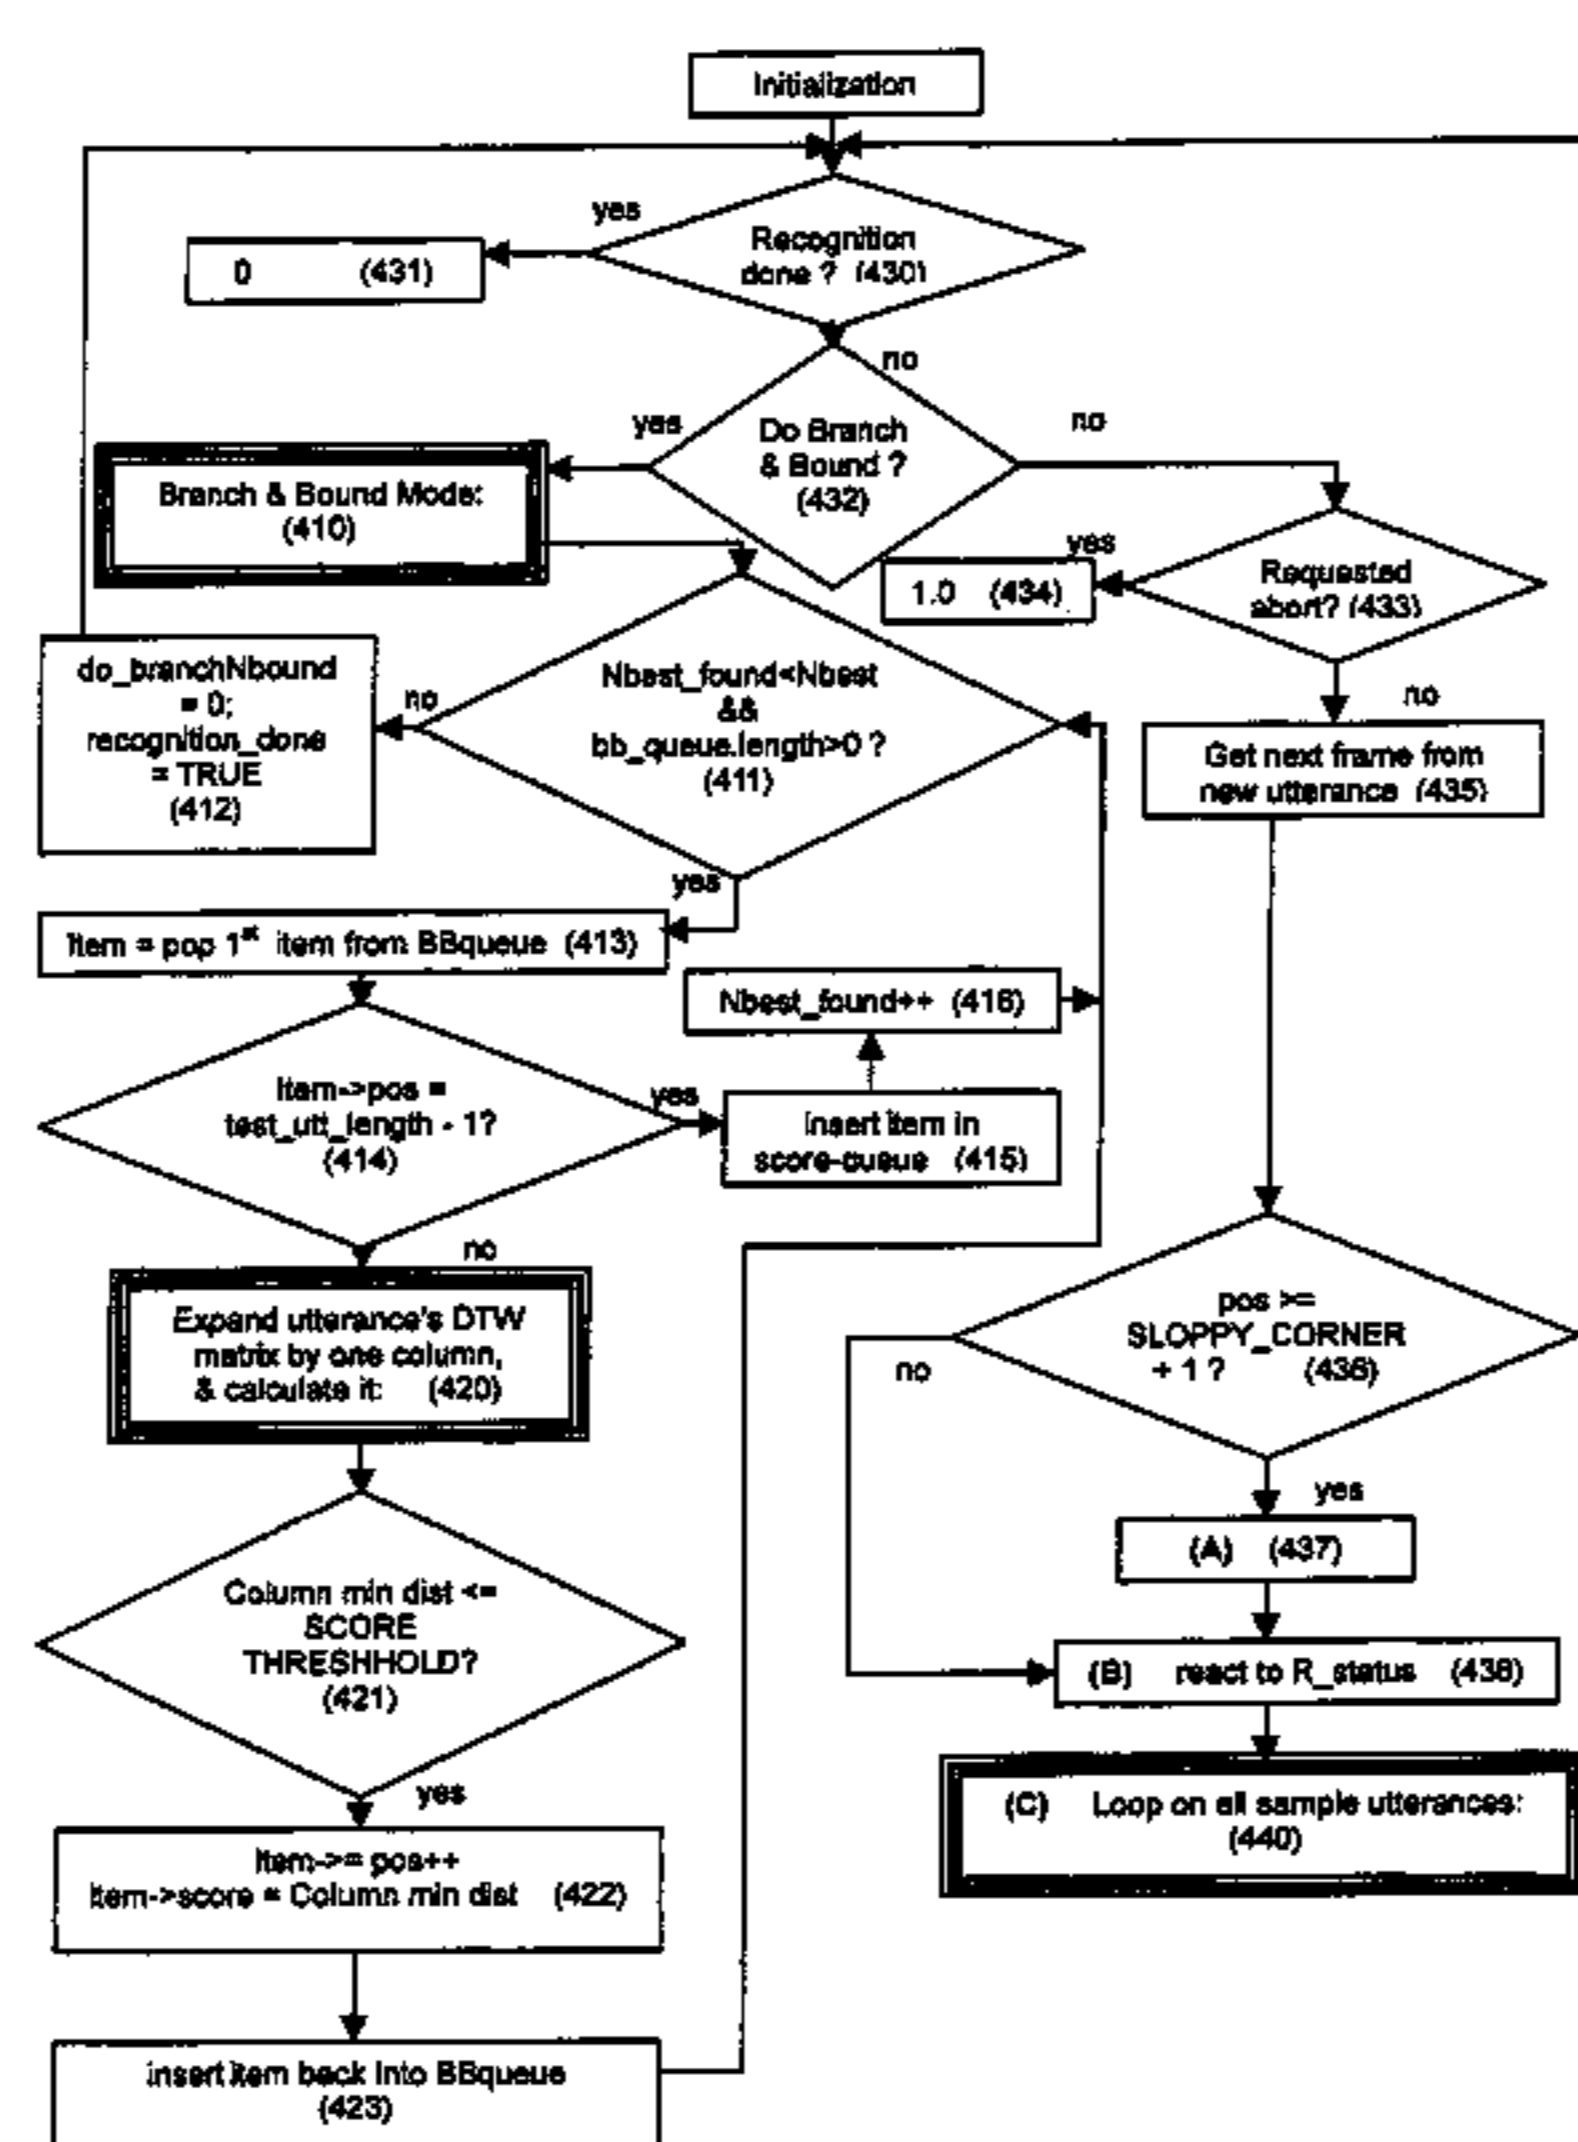 Initialization
yes
Recognition
done ? (430)
0 (431)
no
yes
Do Branch
& Bound ?
(432)
no
Branch & Bound Mode:
(410)
yes
Requested
abort? (433)
1.0 (434)
no
do_branchNbound
= 0;
recognition_done
= TRUE
(412)
no
Nbest_found<Nbest
&&
bb_queue.length>0 ?
(411)
Get next frame from
new utterance (435)
yes
Item = pop 1st item from BBqueue (413)
Nbest_found++ (416)
Item->pos =
test_utt_length - 1?
(414)
yes
Insert item in
score-queue (415)
no
Expand utterance's DTW
matrix by one column,
& calculate it: (420)
pos >=
SLOPPY_CORNER
+ 1 ? (436)
no
yes
(A) (437)
Column min dist <=
SCORE
THRESHHOLD?
(421)
(B) react to R_status (438)
yes
(C) Loop on all sample utterances:
(440)
Item->= pos++
Item->score = Column min dist (422)
insert item back into BBqueue
(423)